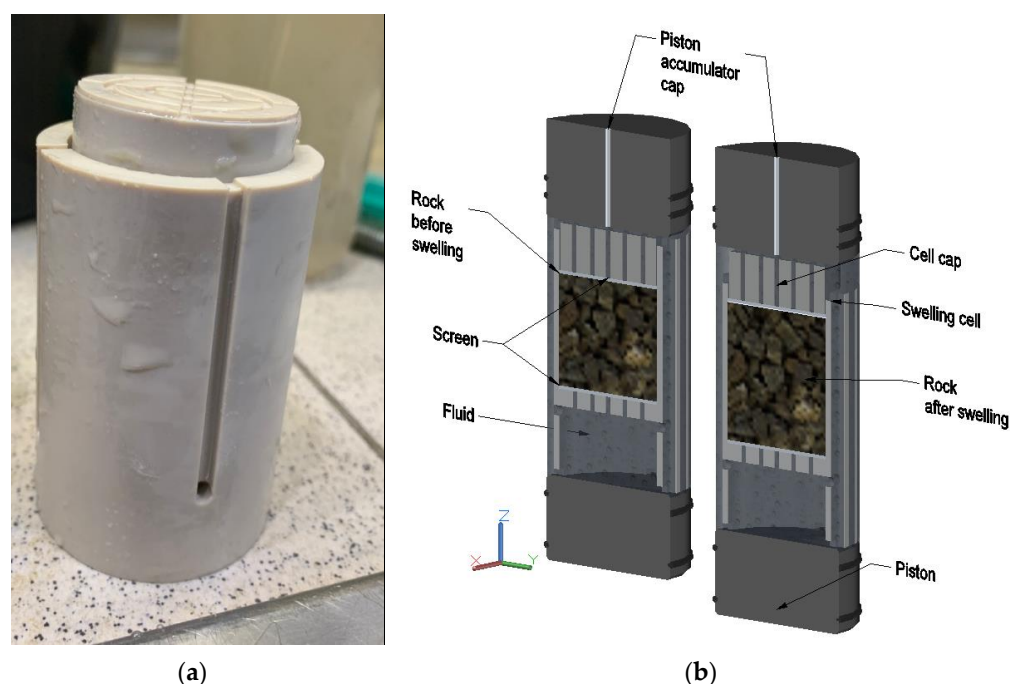 Piston
accumulator
cap
Rock
before
swelling
Cell cap
Swelling cell
Screen
Rock
after swelling
Fluid
Z
X
Y
Piston
(a)
(b)